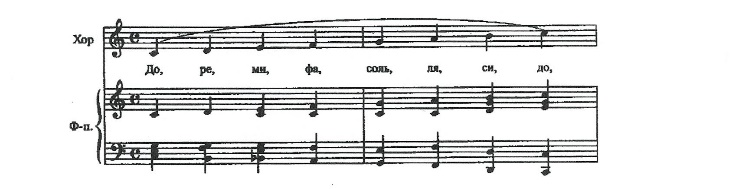 Хор
До, ре, ми, фа, соль, ля, си, до,
Ф-п.